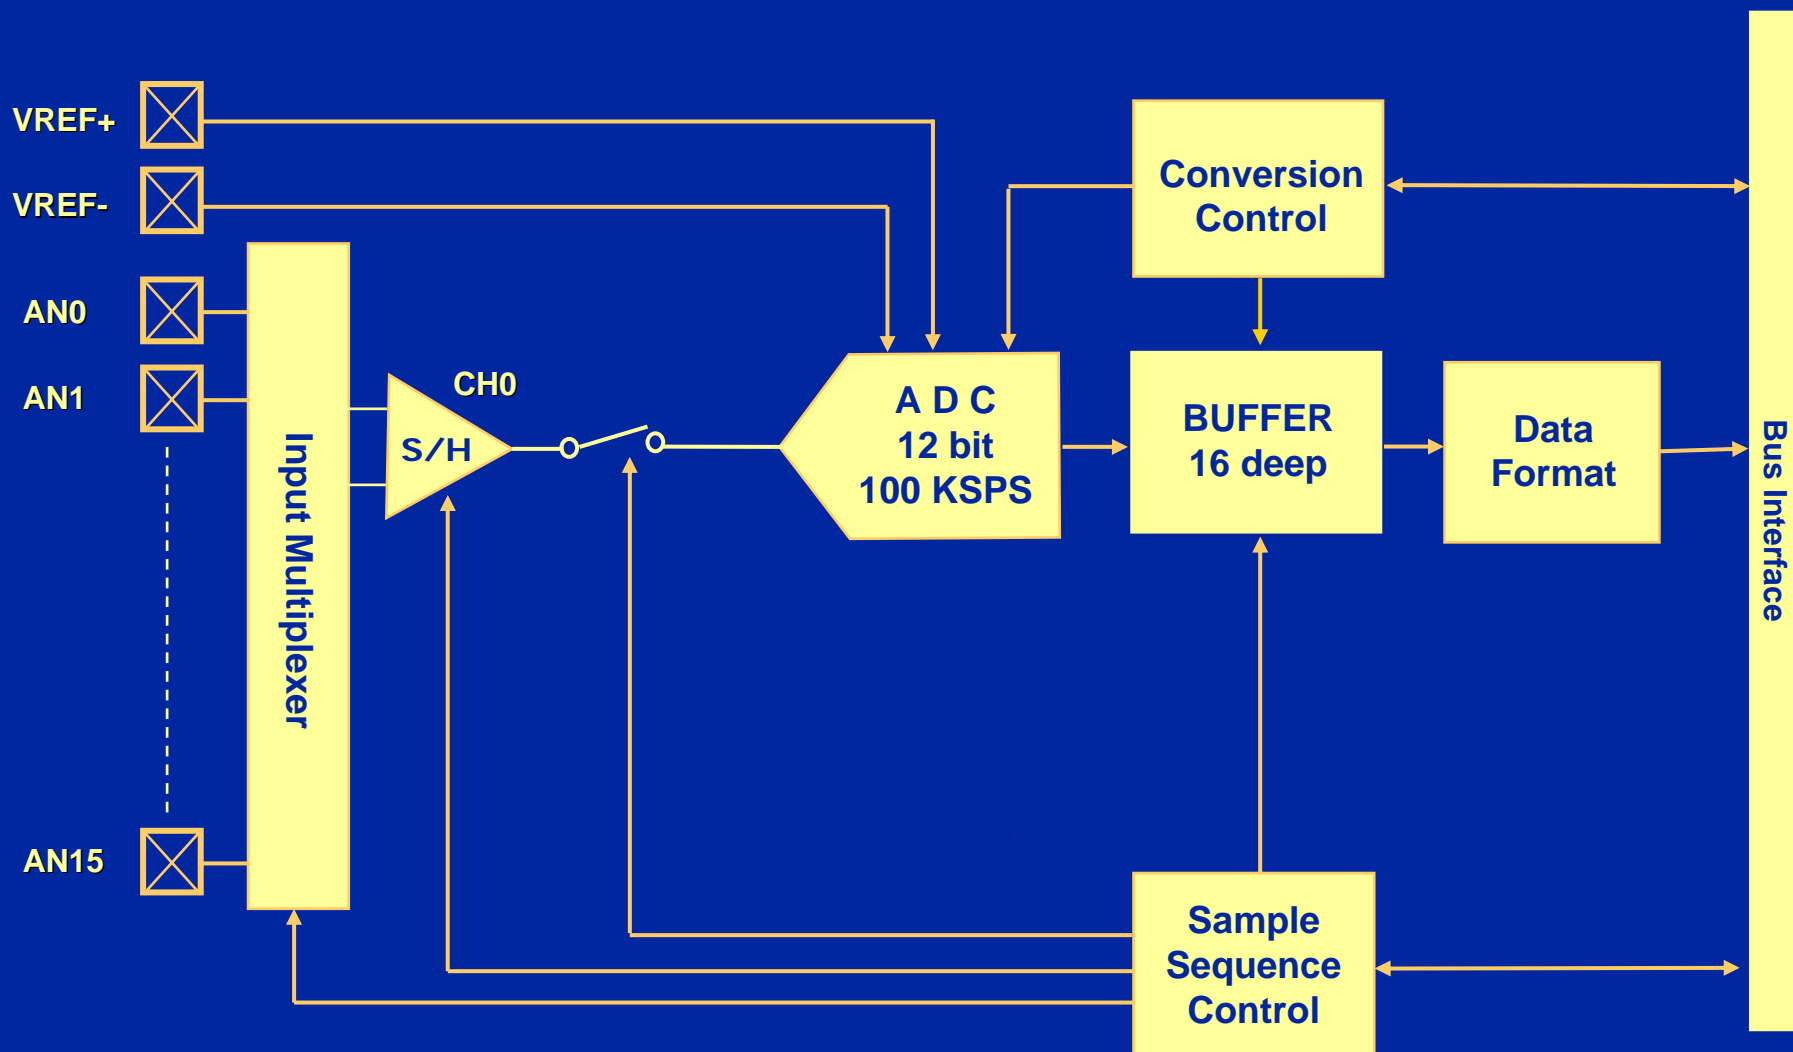 VREF+
VREF-
AN0
AN1
AN15
Input Multiplexer
S/H
CH0
A D C
12 bit
100 KSPS
Conversion
Control
BUFFER
16 deep
Data
Format
Sample
Sequence
Control
Bus Interface